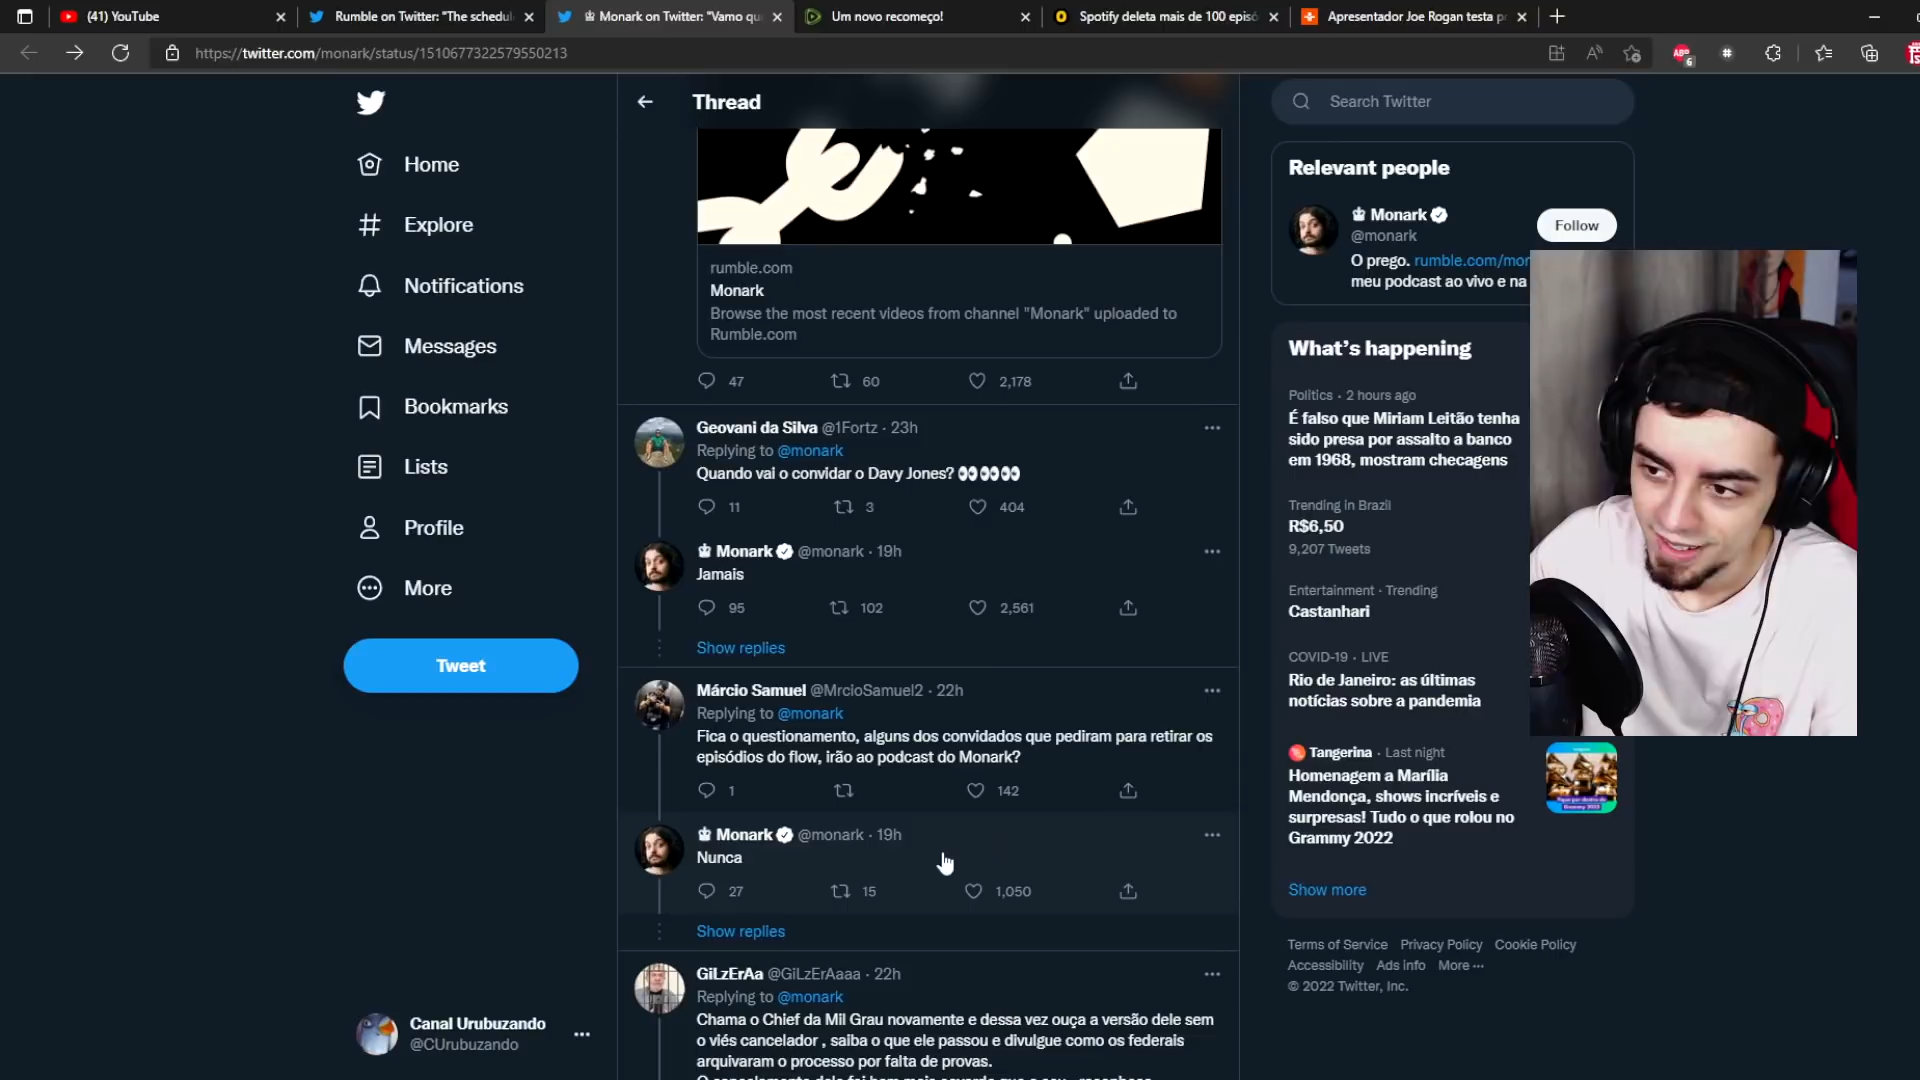 (41) YouTube
Rumble on Twitter: "The schedul
Monark on Twitter: "Vamo qu
Um novo recomeço!
Spotify deleta mais de 100 episó
Apresentador Joe Rogan testa p
https://twitter.com/monark/status/1510677322579550213
ABP
6
Home
Explore
Notifications
Messages
Bookmarks
Lists
Profile
More
Tweet
Canal Urubuzando
@CUrubuzando
Thread
rumble.com
Monark
Browse the most recent videos from channel "Monark" uploaded to
Rumble.com
47 60 2,178
Geovani da Silva @1Fortz · 23h
Replying to @monark
Quando vai o convidar o Davy Jones? 👀👀👀👀
11 3 404
Monark @monark · 19h
Jamais
95 102 2,561
Show replies
Márcio Samuel @MrcioSamuel2 · 22h
Replying to @monark
Fica o questionamento, alguns dos convidados que pediram para retirar os
episódios do flow, irão ao podcast do Monark?
1 142
Monark @monark · 19h
Nunca
27 15 1,050
Show replies
GiLzErAa @GiLzErAaaa · 22h
Replying to @monark
Chama o Chief da Mil Grau novamente e dessa vez ouça a versão dele sem
o viés cancelador , saiba o que ele passou e divulgue como os federais
arquivaram o processo por falta de provas.
Search Twitter
Relevant people
Monark
@monark
Follow
O prego. rumble.com/mor
meu podcast ao vivo e na
What's happening
Politics · 2 hours ago
É falso que Miriam Leitão tenha
sido presa por assalto a banco
em 1968, mostram checagens
Trending in Brazil
R$6,50
9,207 Tweets
Entertainment · Trending
Castanhari
COVID-19 · LIVE
Rio de Janeiro: as últimas
notícias sobre a pandemia
Tangerina · Last night
Homenagem a Marília
Mendonça, shows incríveis e
surpresas! Tudo o que rolou no
Grammy 2022
Show more
Terms of Service Privacy Policy Cookie Policy
Accessibility Ads info More ···
© 2022 Twitter, Inc.